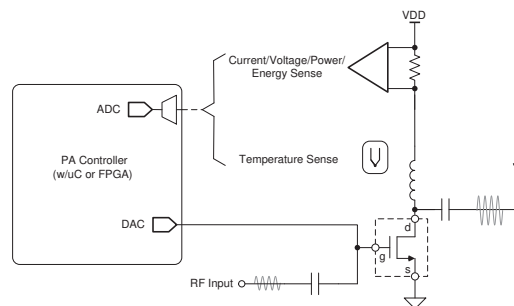 VDD
Current/Voltage/Power/
Energy Sense
ADC
PA Controller
(w/uC or FPGA)
Temperature Sense
DAC
d
g
s
RF Input